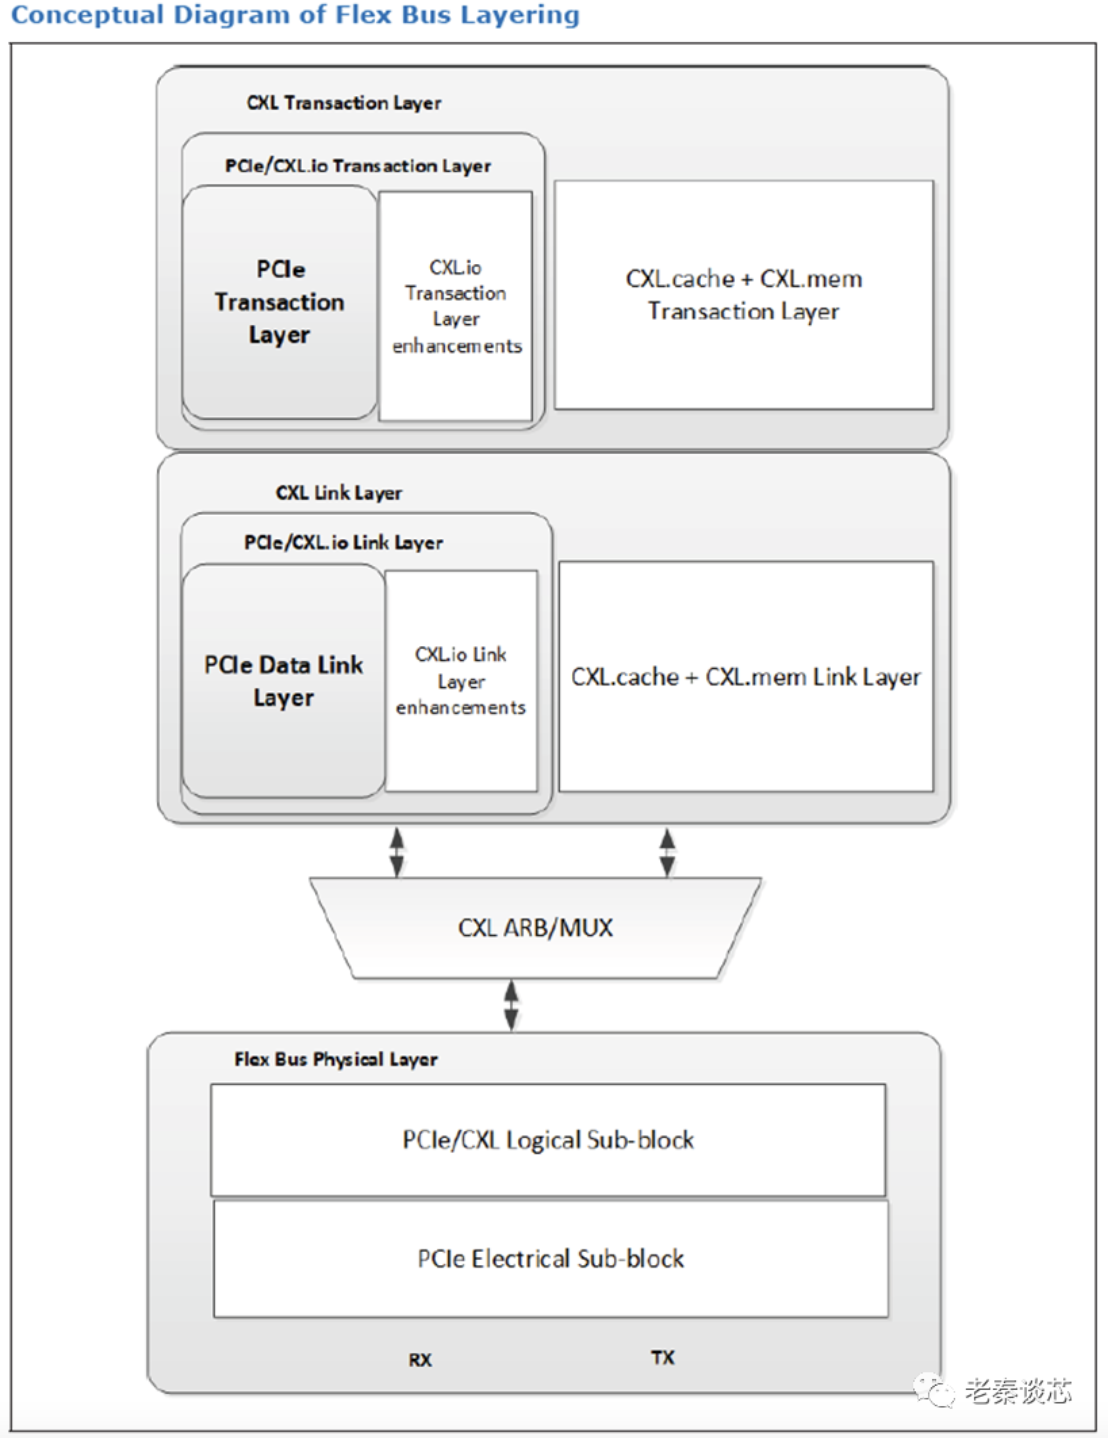 Conceptual Diagram of Flex Bus Layering
CXL Transaction Layer
PCIe/CXL.io Transaction Layer
PCIe
Transaction
Layer
CXL.io
Transaction
Layer
enhancements
CXL.cache + CXL.mem
Transaction Layer
CXL Link Layer
PCIe/CXL.io Link Layer
PCIe Data Link
Layer
CXL.io Link
Layer
enhancements
CXL.cache + CXL.mem Link Layer
CXL ARB/MUX
Flex Bus Physical Layer
PCIe/CXL Logical Sub-block
PCIe Electrical Sub-block
RX
TX
老秦谈芯